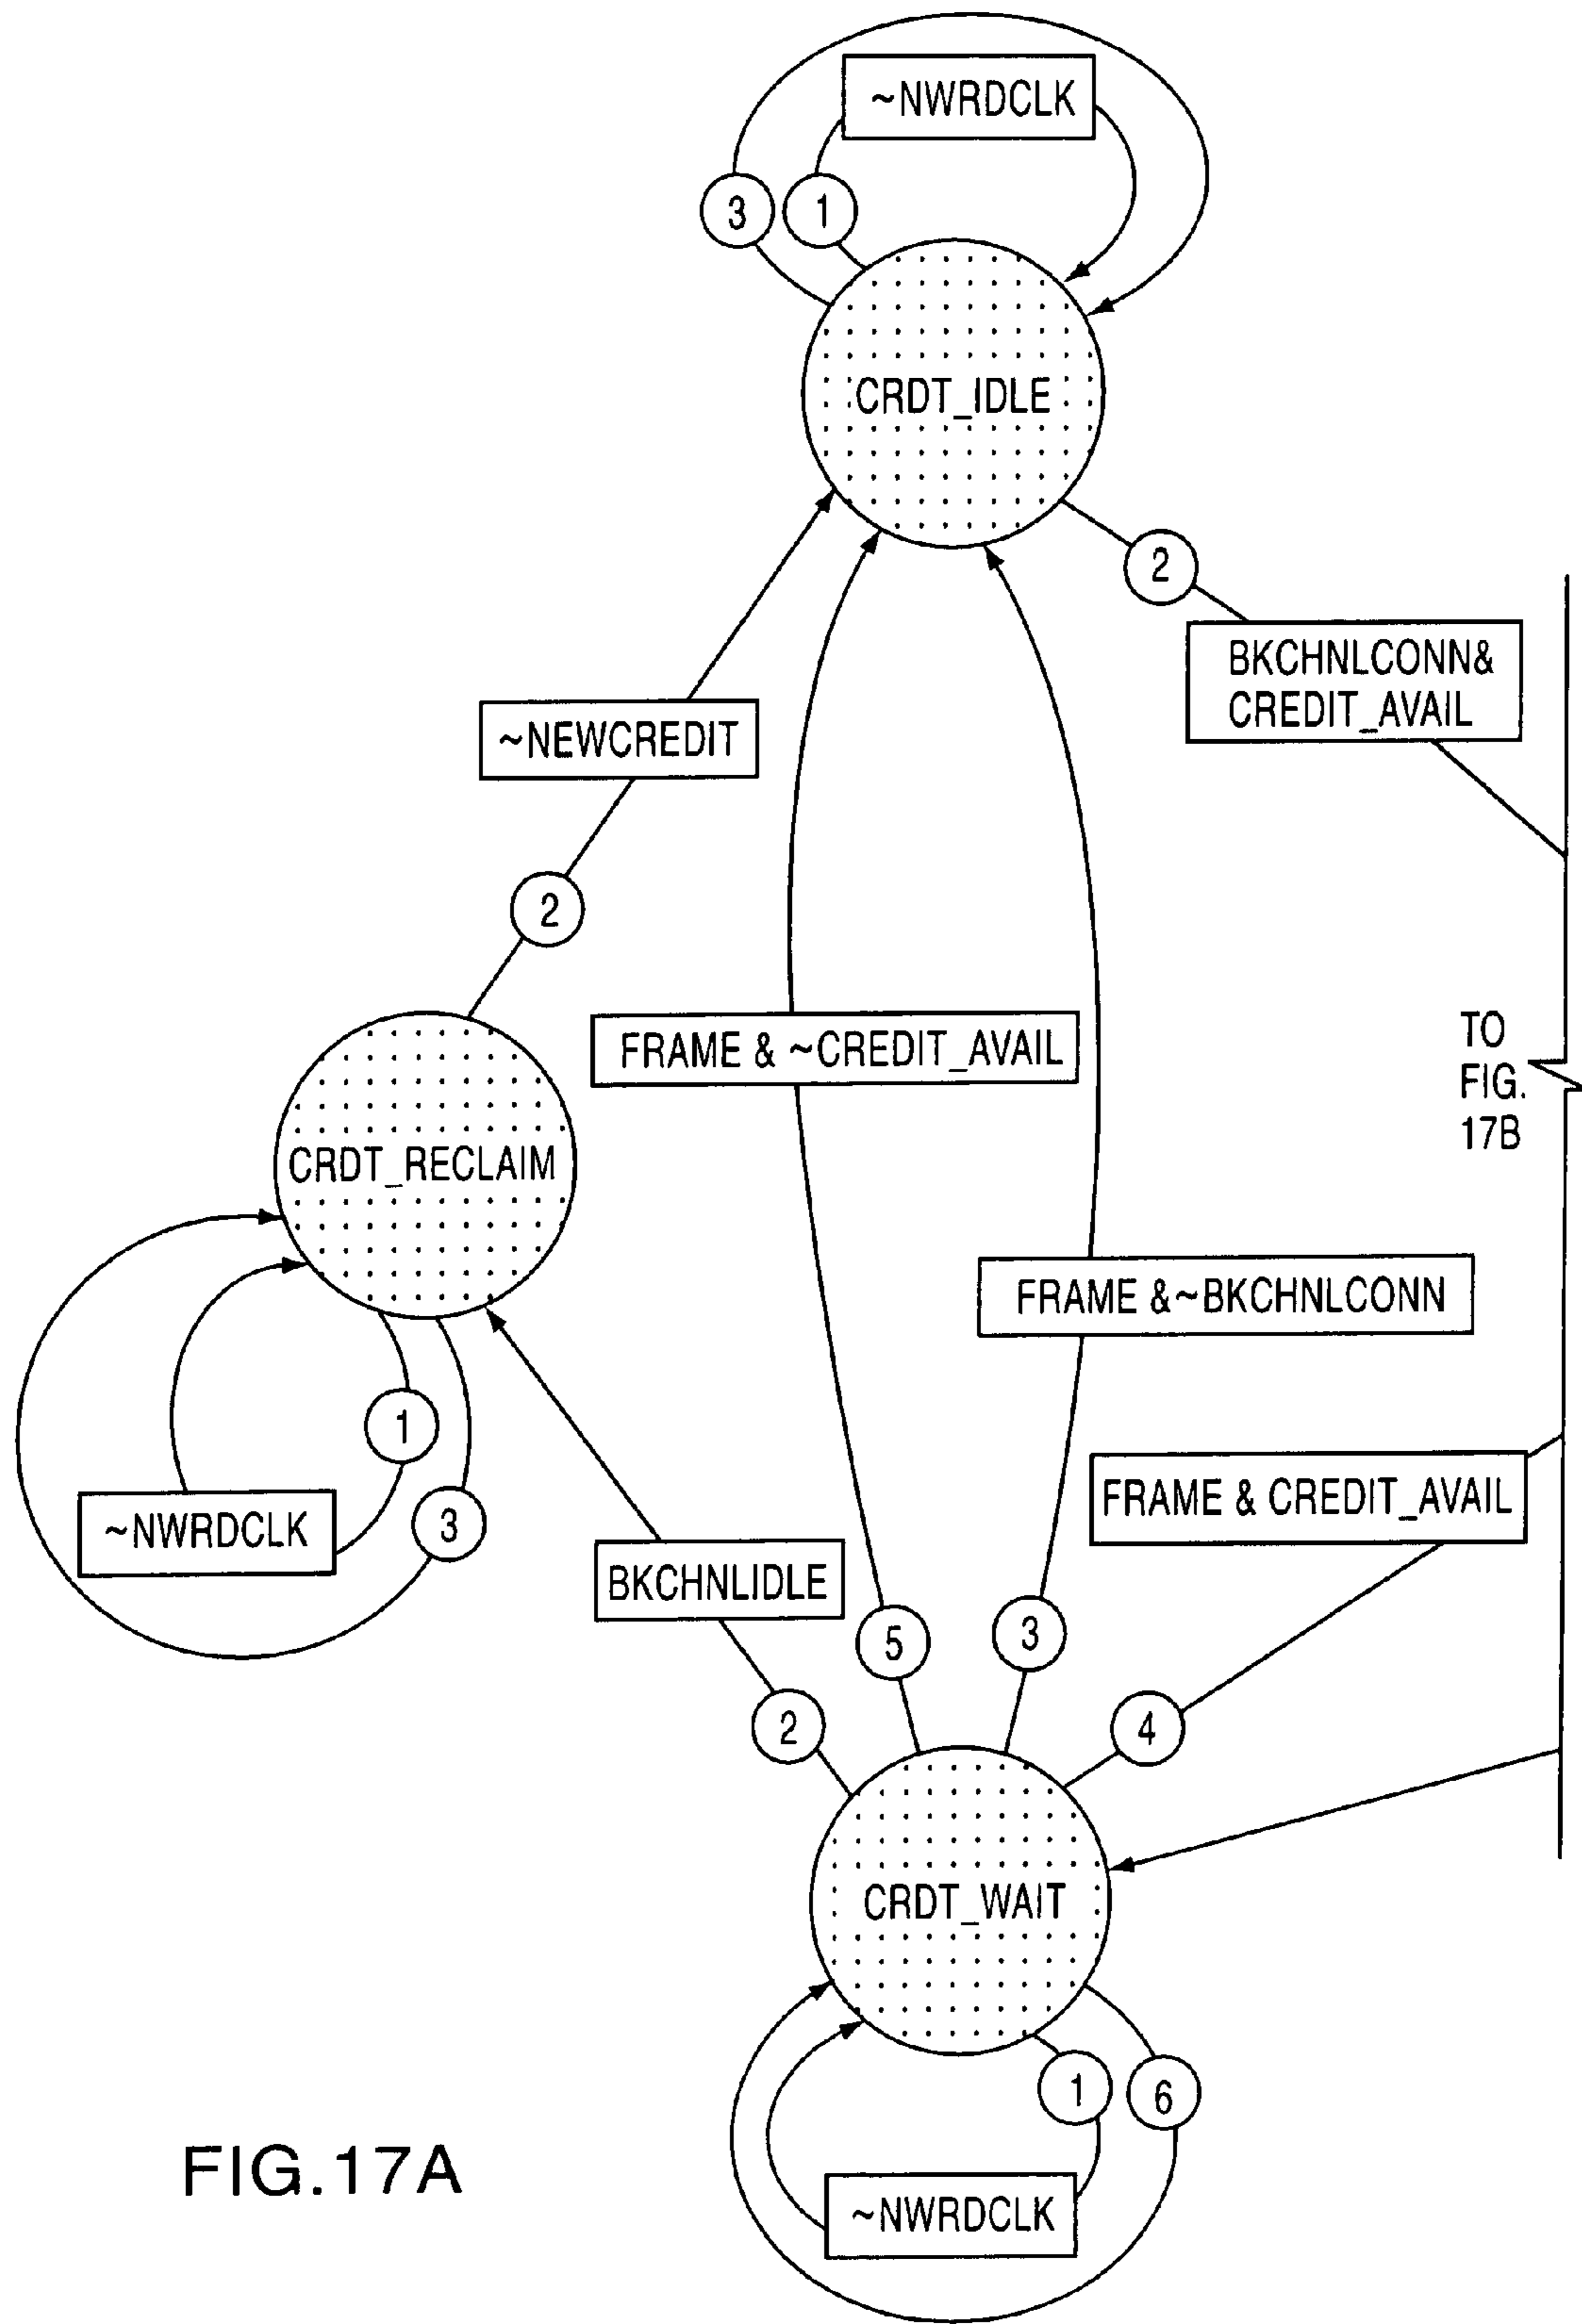 ~NWRDCLK
3
1
CRDT_IDLE
2
BKCHNLCONN&
CREDIT_AVAIL
~NEWCREDIT
2
FRAME & ~CREDIT_AVAIL
TO
FIG.
17B
CRDT_RECLAIM
FRAME &~BKCHNLCONN
1
3
~NWRDCLK
FRAME & CREDIT_AVAIL
BKCHNLIDLE
5
3
2
4
CRDT_WAIT
1
6
~NWRDCLK
FIG.17A